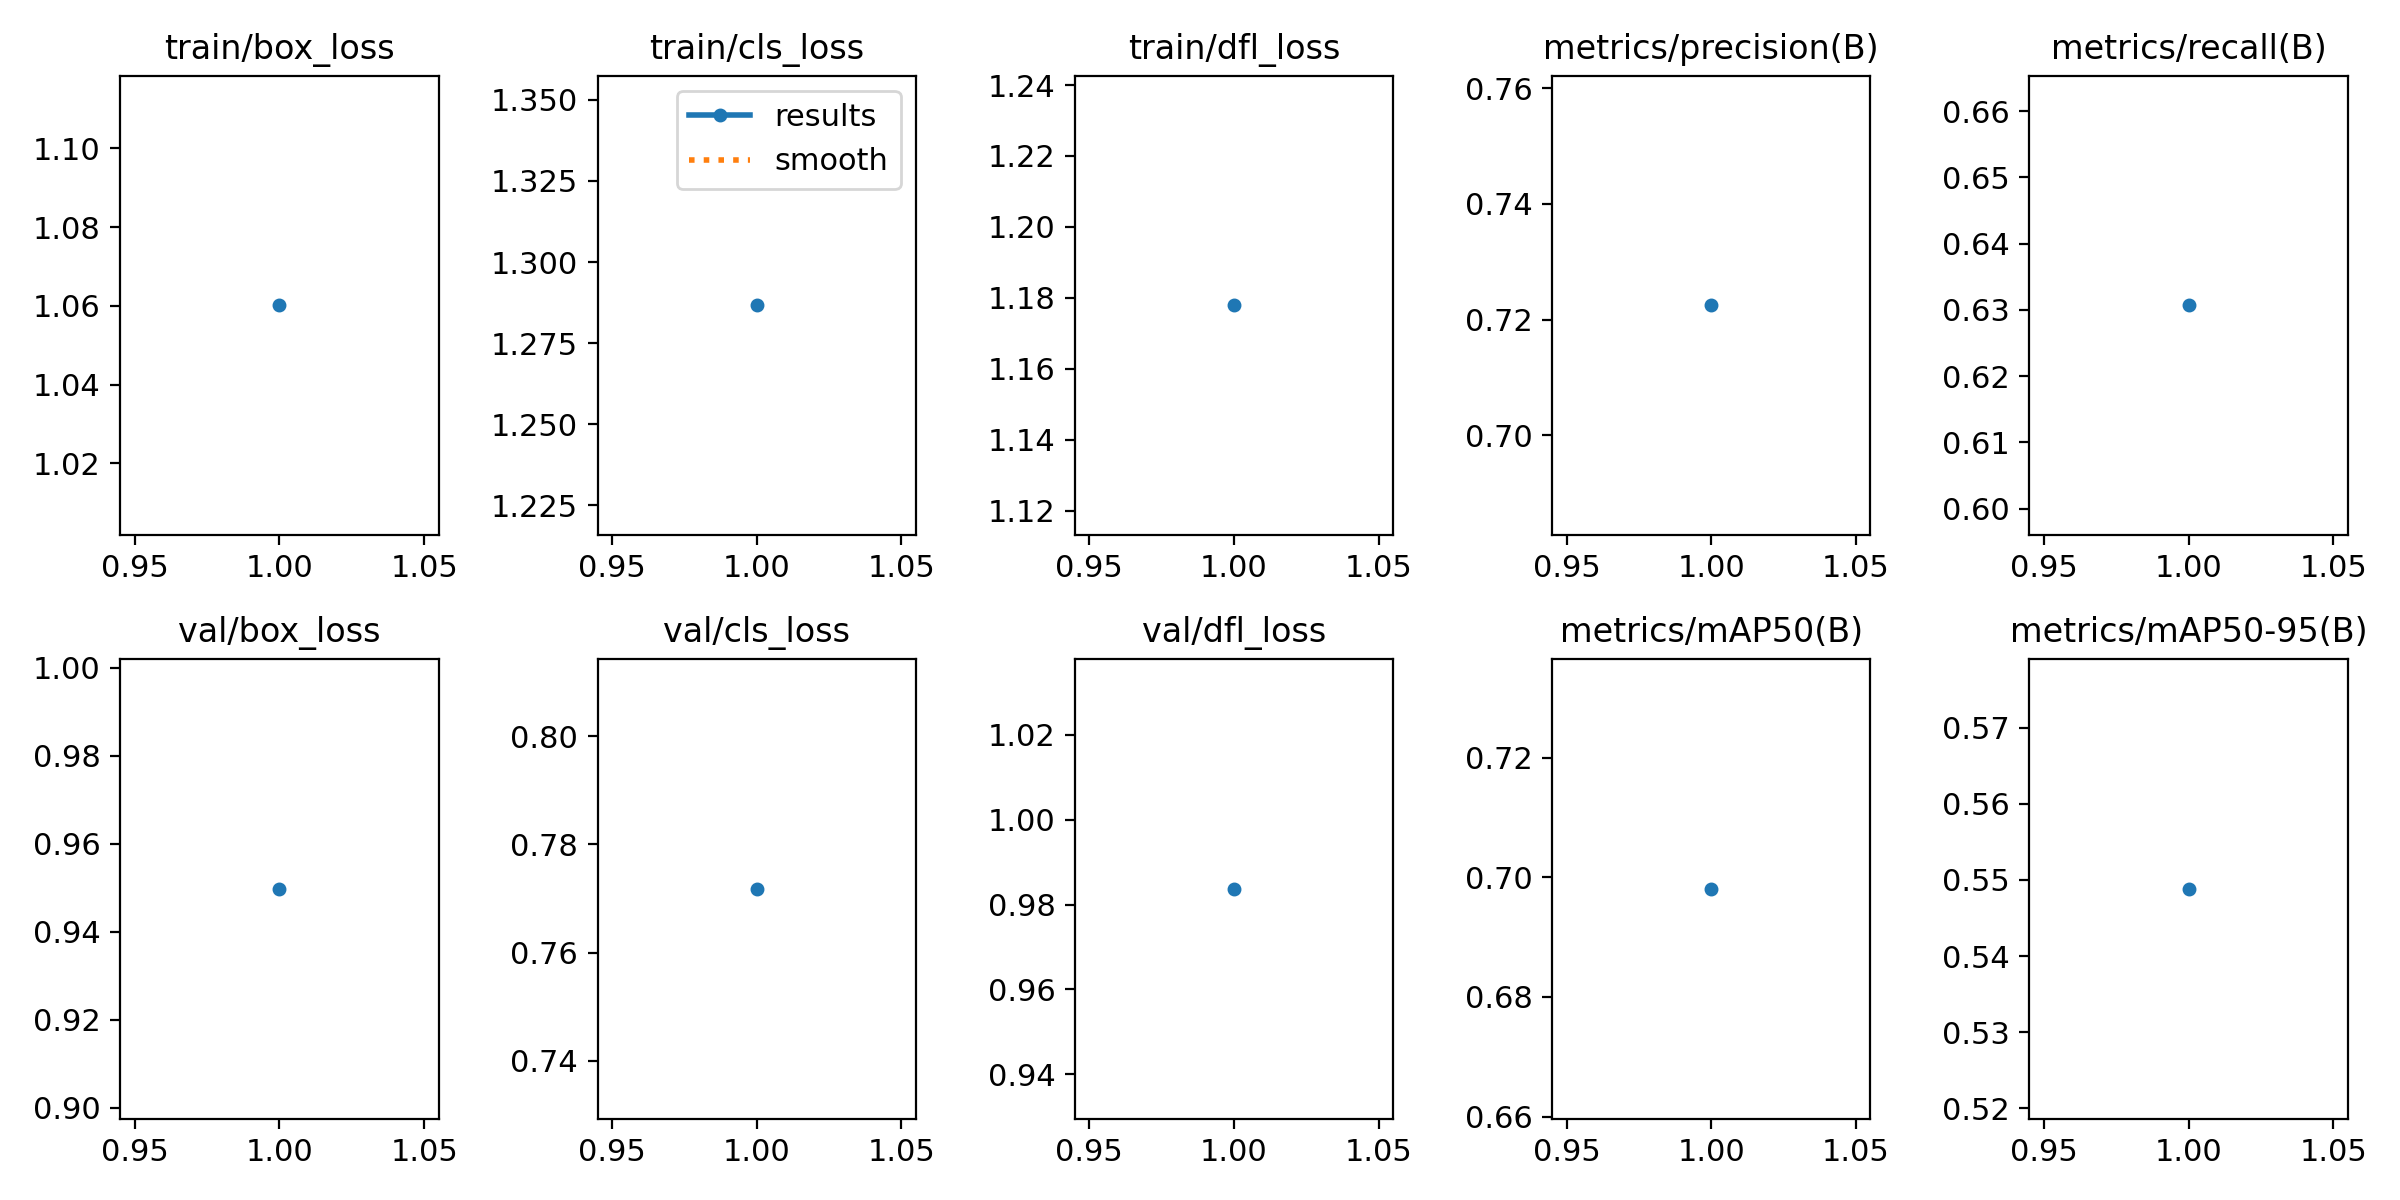 train/box_loss
1.10
1.08
1.06
1.04
1.02
0.95 1.00 1.05
train/cls_loss
results
smooth
1.350
1.325
1.300
1.275
1.250
1.225
0.95 1.00 1.05
train/dfl_loss
1.24
1.22
1.20
1.18
1.16
1.14
1.12
0.95 1.00 1.05
metrics/precision(B)
0.76
0.74
0.72
0.70
0.95 1.00 1.05
metrics/recall(B)
0.66
0.65
0.64
0.63
0.62
0.61
0.60
0.95 1.00 1.05
val/box_loss
1.00
0.98
0.96
0.94
0.92
0.90
0.95 1.00 1.05
val/cls_loss
0.80
0.78
0.76
0.74
0.95 1.00 1.05
val/dfl_loss
1.02
1.00
0.98
0.96
0.94
0.95 1.00 1.05
metrics/mAP50(B)
0.72
0.70
0.68
0.66
0.95 1.00 1.05
metrics/mAP50-95(B)
0.57
0.56
0.55
0.54
0.53
0.52
0.95 1.00 1.05